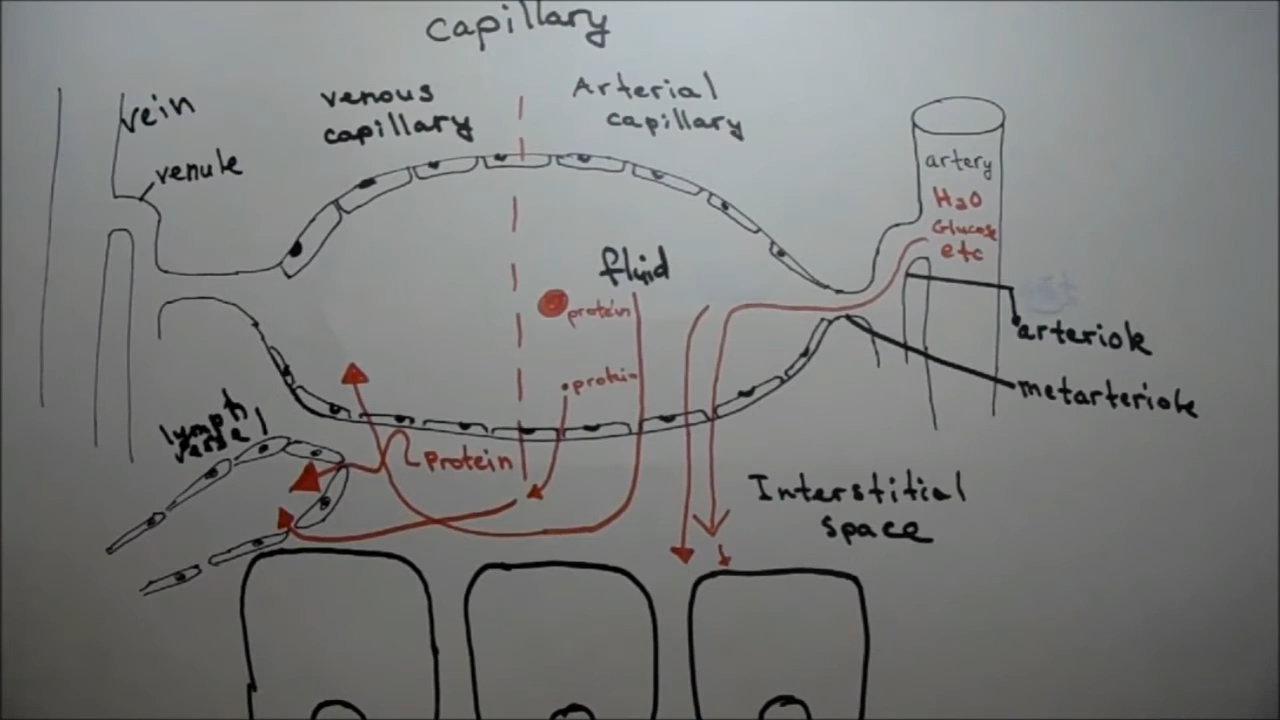 capillary
vein
venule
venous
capillary
Arterial
capillary
artery
H2O
Glucose
etc
fluid
protein
protein
arteriole
metarteriole
lymph
vessel
protein
Interstitial
space